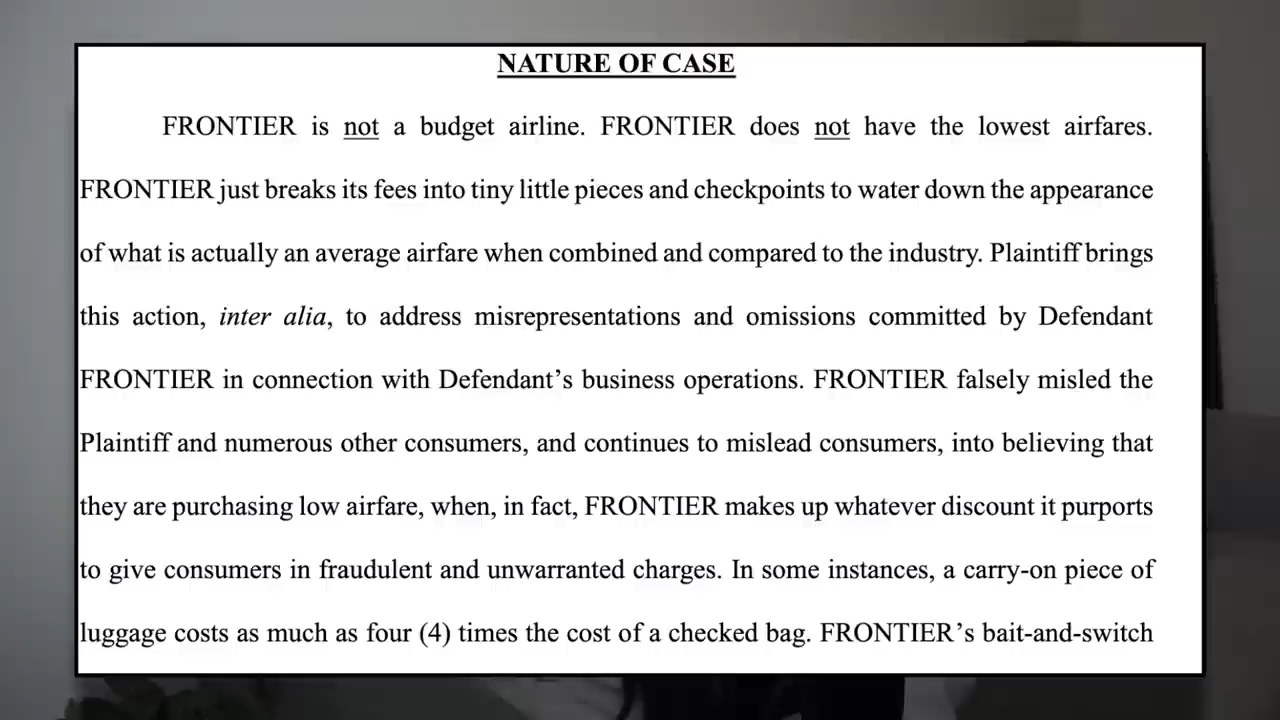 NATURE OF CASE
FRONTIER is not a budget airline. FRONTIER does not have the lowest airfares.
FRONTIER just breaks its fees into tiny little pieces and checkpoints to water down the appearance
of what is actually an average airfare when combined and compared to the industry. Plaintiff brings
this action, inter alia, to address misrepresentations and omissions committed by Defendant
FRONTIER in connection with Defendant’s business operations. FRONTIER falsely misled the
Plaintiff and numerous other consumers, and continues to mislead consumers, into believing that
they are purchasing low airfare, when, in fact, FRONTIER makes up whatever discount it purports
to give consumers in fraudulent and unwarranted charges. In some instances, a carry-on piece of
luggage costs as much as four (4) times the cost of a checked bag. FRONTIER’s bait-and-switch